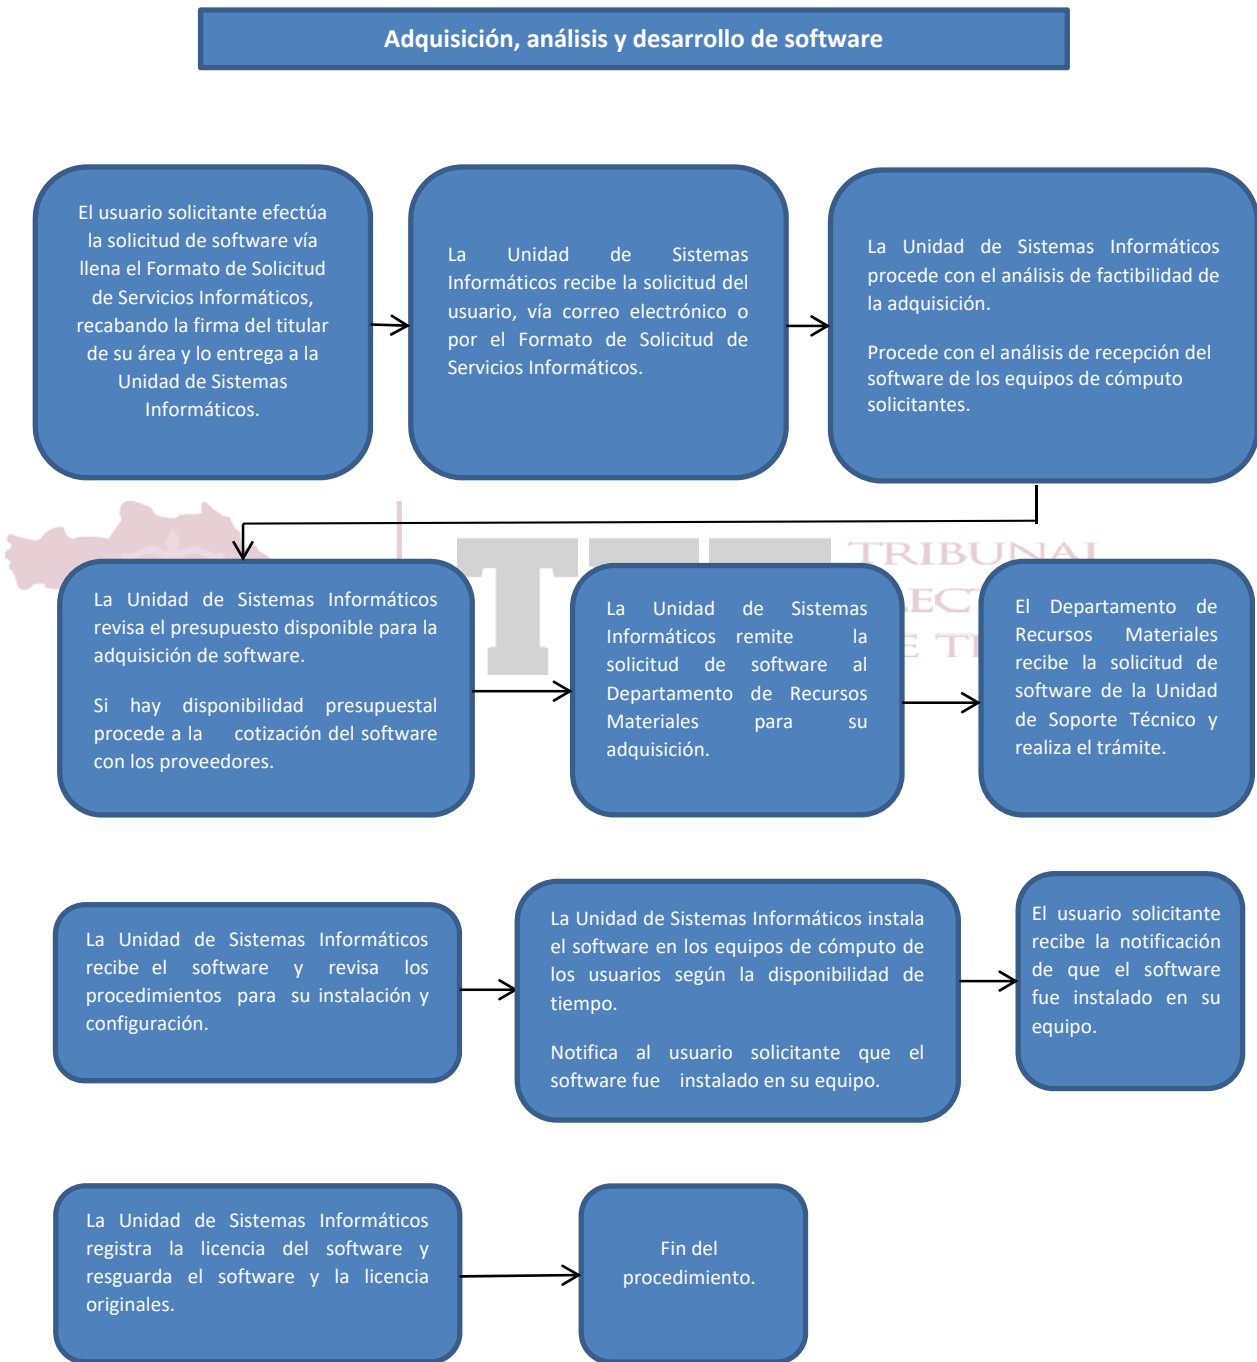 Adquisición, análisis y desarrollo de software
El usuario solicitante efectúa
la solicitud de software vía
llena el Formato de Solicitud
de Servicios Informáticos,
recabando la firma del titular
de su área y lo entrega a la
Unidad de Sistemas
Informáticos.
La Unidad de Sistemas
Informáticos recibe la solicitud del
usuario, vía correo electrónico o
por el Formato de Solicitud de
Servicios Informáticos.
La Unidad de Sistemas Informáticos
procede con el análisis de factibilidad de
la adquisición.
Procede con el análisis de recepción del
software de los equipos de cómputo
solicitantes.
TRIBUNAL
La Unidad de Sistemas Informáticos
revisa el presupuesto disponible para la
adquisición de software.
Si hay disponibilidad presupuestal
procede a la cotización del software
con los proveedores.
La Unidad de Sistemas
Informáticos remite la
solicitud de software al
Departamento de Recursos
Materiales para su
adquisición.
El Departamento de
Recursos Materiales
recibe la solicitud de
software de la Unidad
de Soporte Técnico y
realiza el trámite.
La Unidad de Sistemas Informáticos
recibe el software y revisa los
procedimientos para su instalación y
configuración.
La Unidad de Sistemas Informáticos instala
el software en los equipos de cómputo de
los usuarios según la disponibilidad de
tiempo.
Notifica al usuario solicitante que el
software fue instalado en su equipo.
El usuario solicitante
recibe la notificación
de que el software
fue instalado en su
equipo.
La Unidad de Sistemas Informáticos
registra la licencia del software y
resguarda el software y la licencia
originales.
Fin del
procedimiento.